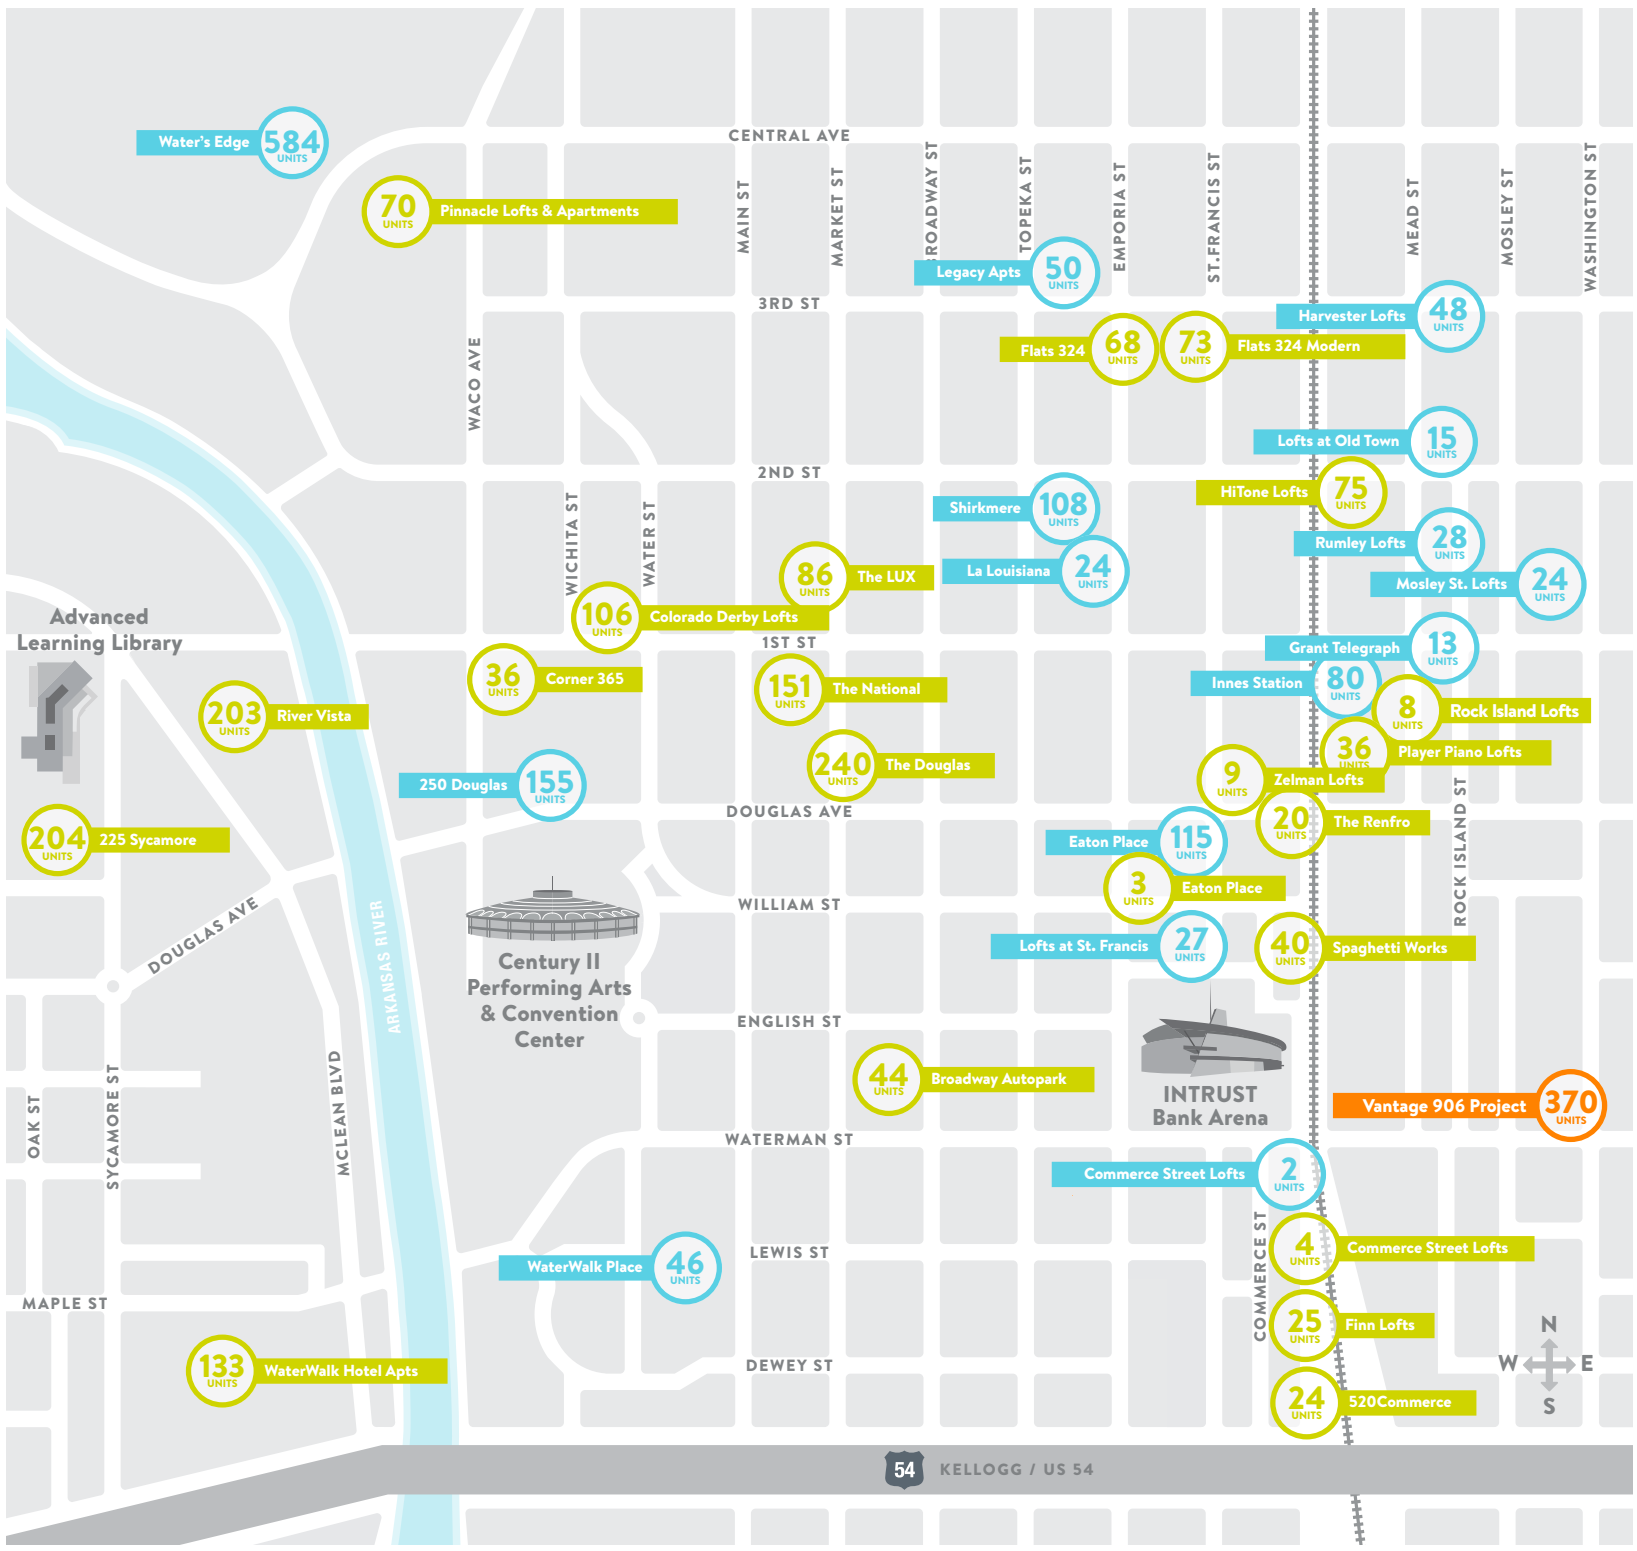 CENTRAL AVE
Water's Edge
584
UNITS
70
UNITS
Pinnacle Lofts & Apartments
MAIN ST
MARKET ST
BROADWAY ST
TOPEKA ST
EMPORIA ST
ST.FRANCIS ST
MEAD ST
MOSLEY ST
WASHINGTON ST
Legacy Apts
50
UNITS
3RD ST
Harvester Lofts
48
UNITS
Flats 324
68
UNITS
73
UNITS
Flats 324 Modern
WACO AVE
Lofts at Old Town
15
UNITS
2ND ST
HiTone Lofts
75
UNITS
WICHITA ST
WATER ST
Shirkmere
108
UNITS
Rumley Lofts
28
UNITS
86
UNITS
The LUX
La Louisiana
24
UNITS
Mosley St. Lofts
24
UNITS
106
UNITS
Colorado Derby Lofts
Advanced
Learning Library
1ST ST
Grant Telegraph
13
UNITS
36
UNITS
Corner 365
151
UNITS
The National
Innes Station
80
UNITS
8
UNITS
Rock Island Lofts
203
UNITS
River Vista
36
UNITS
Player Piano Lofts
240
UNITS
The Douglas
9
UNITS
Zelman Lofts
250 Douglas
155
UNITS
DOUGLAS AVE
20
UNITS
The Renfro
204
UNITS
225 Sycamore
Eaton Place
115
UNITS
ROCK ISLAND ST
3
UNITS
Eaton Place
WILLIAM ST
DOUGLAS AVE
ARKANSAS RIVER
Lofts at St. Francis
27
UNITS
40
UNITS
Spaghetti Works
Century II
Performing Arts
& Convention
Center
ENGLISH ST
44
UNITS
Broadway Autopark
INTRUST
Bank Arena
Vantage 906 Project
370
UNITS
OAK ST
SYCAMORE ST
MCLEAN BLVD
WATERMAN ST
Commerce Street Lofts
2
UNITS
COMMERCE ST
4
UNITS
Commerce Street Lofts
LEWIS ST
WaterWalk Place
46
UNITS
MAPLE ST
25
UNITS
Finn Lofts
N
W
E
S
133
UNITS
WaterWalk Hotel Apts
DEWEY ST
24
UNITS
520Commerce
54
KELLOGG / US 54